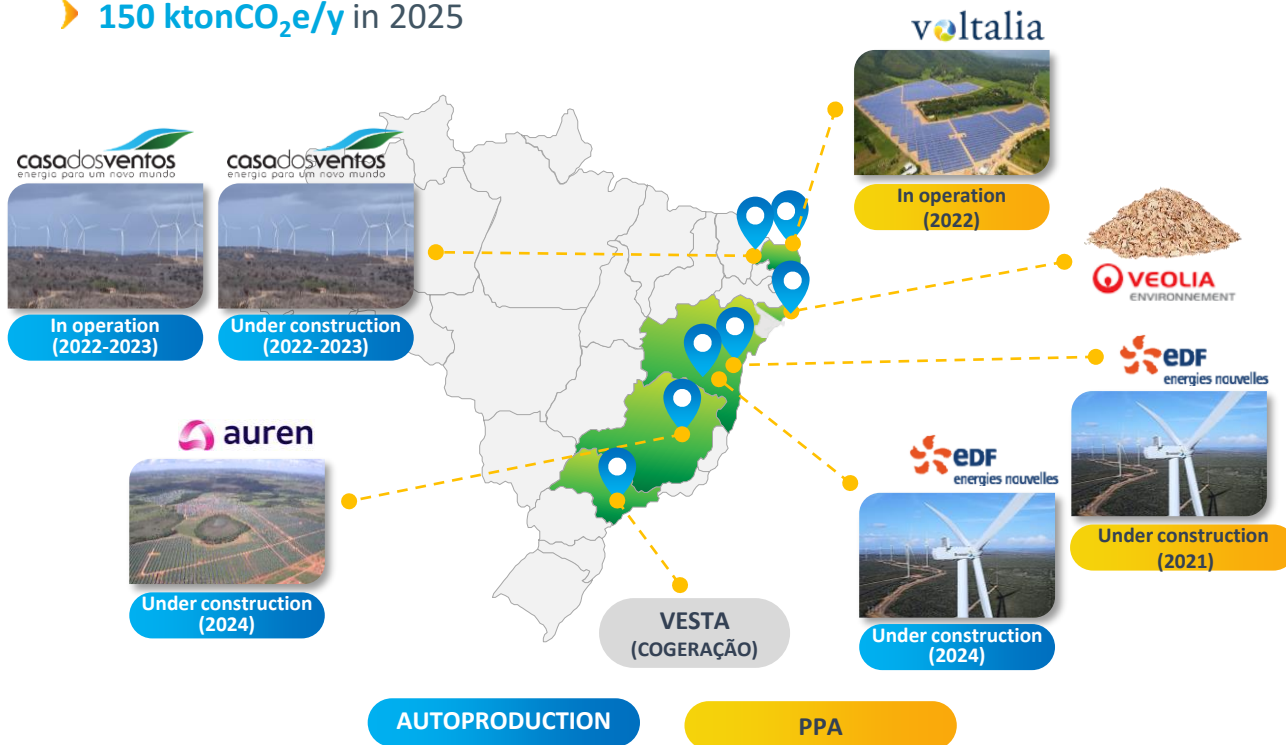 150 ktonCO₂e/y in 2025
voltalia
In operation
(2022)
casadosventos
energia para um novo mundo
In operation
(2022-2023)
casadosventos
energia para um novo mundo
Under construction
(2022-2023)
VEOLIA
ENVIRONNEMENT
edf
energies nouvelles
Under construction
(2021)
auren
Under construction
(2024)
edf
energies nouvelles
Under construction
(2024)
VESTA
(COGERAÇÃO)
AUTOPRODUCTION
PPA